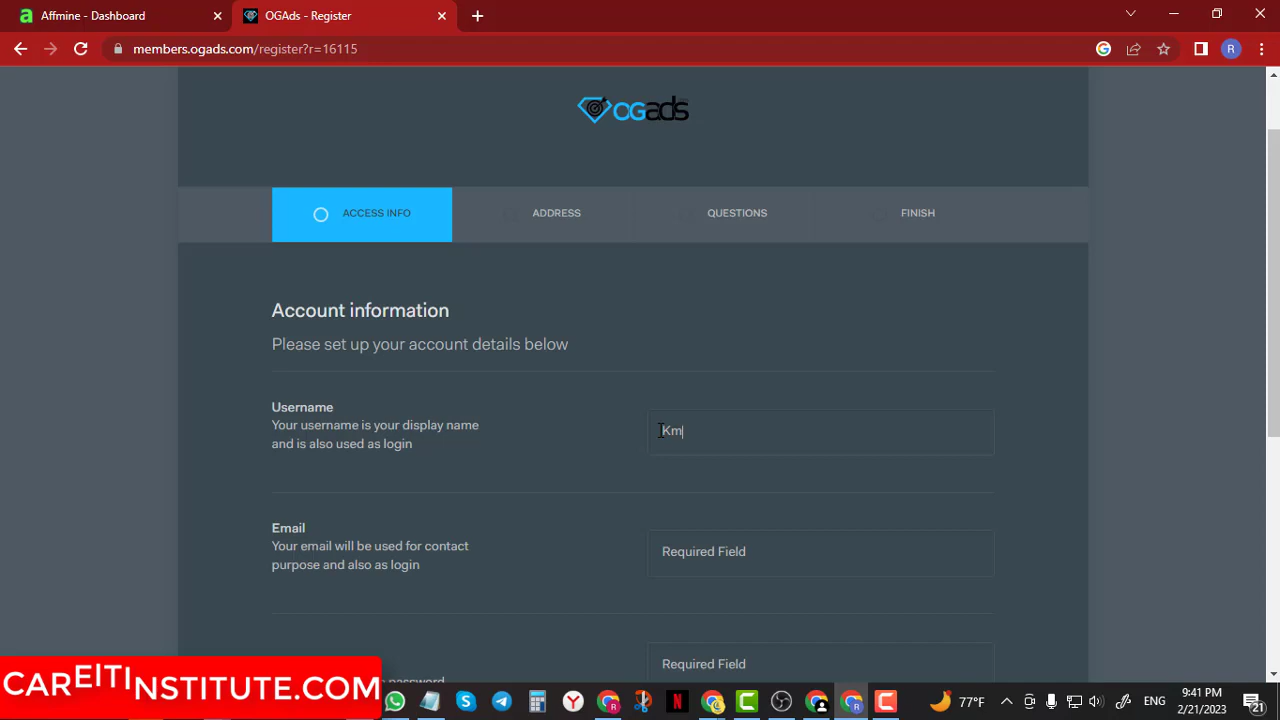 Affmine - Dashboard
OGAds - Register
members.ogads.com/register?r=16115
R
OGads
ACCESS INFO
ADDRESS
QUESTIONS
FINISH
Account information
Please set up your account details below
Username
Your username is your display name
and is also used as login
Km
Email
Your email will be used for contact
purpose and also as login
Required Field
Required Field
password
CAREITINSTITUTE.COM
77°F
ENG
9:41 PM
2/21/2023
21